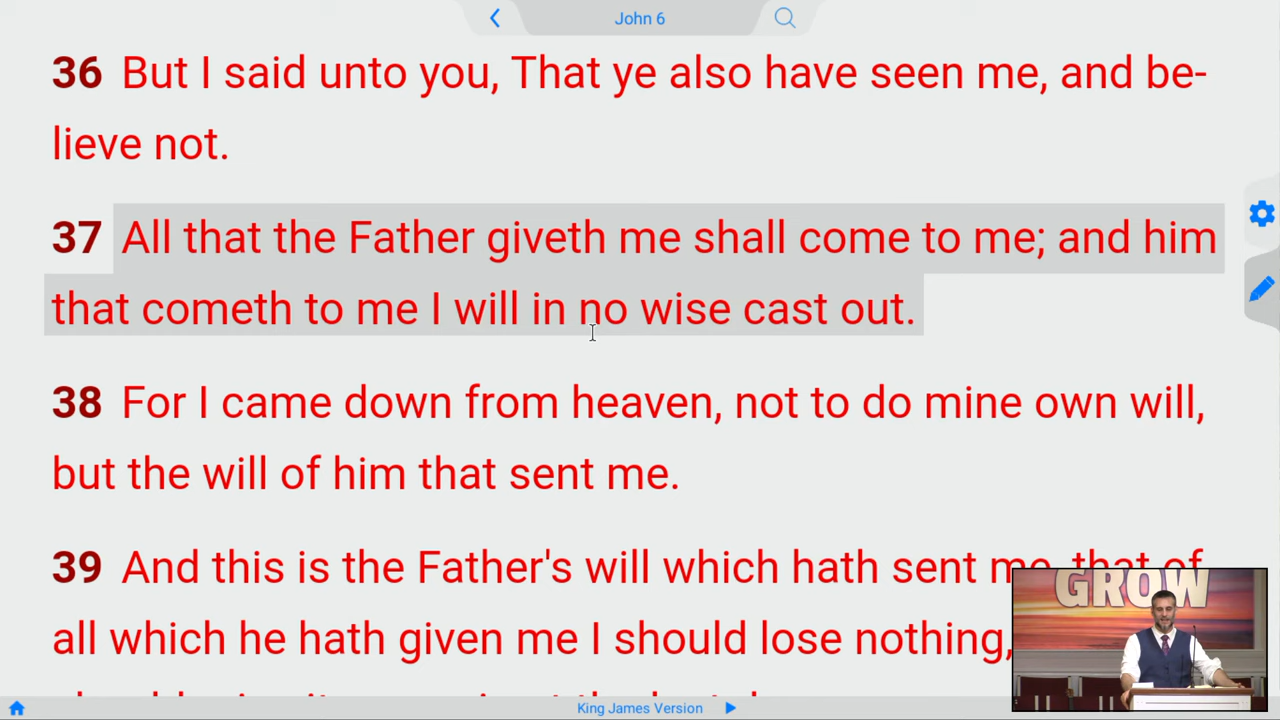 John 6
36 But I said unto you, That ye also have seen me, and be-
lieve not.
37 All that the Father giveth me shall come to me; and him
that cometh to me I will in no wise cast out.
38 For I came down from heaven, not to do mine own will,
but the will of him that sent me.
39 And this is the Father's will which hath sent me, that of
all which he hath given me I should lose nothing,
GROW
King James Version